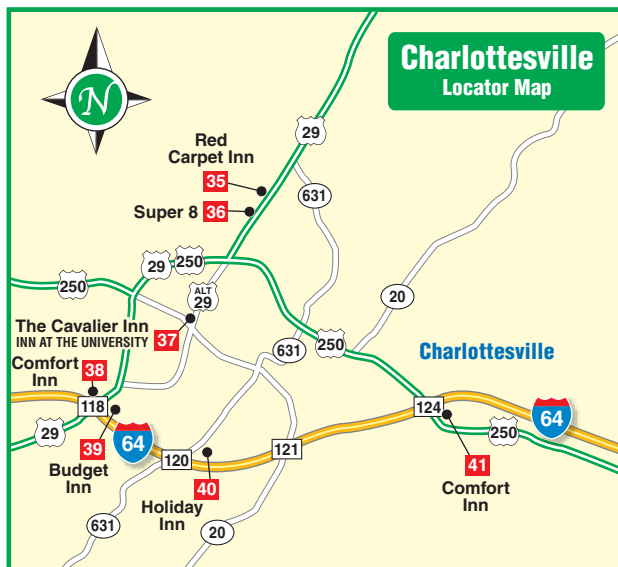 Charlottesville
Locator Map
N
29
Red
Carpet Inn
35
631
Super 8 36
29
250
250
ALT
29
20
The Cavalier Inn
INN AT THE UNIVERSITY
37
631
250
Charlottesville
Comfort
Inn
38
118
124
29
39
64
64
250
Budget
Inn
120
121
40
41
Holiday
Inn
Comfort
Inn
631
20